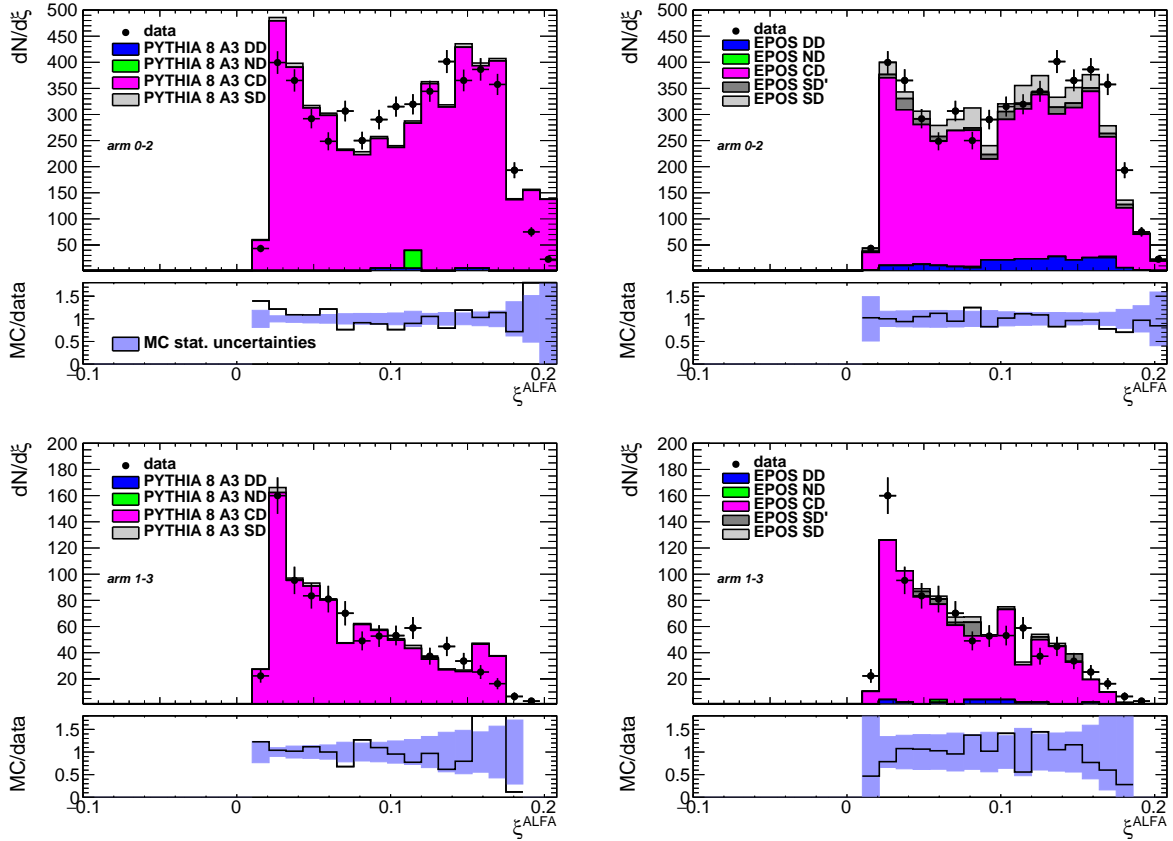 dN/dξ
500
450
400
350
300
250
200
150
100
50
data
PYTHIA 8 A3 DD
PYTHIA 8 A3 ND
PYTHIA 8 A3 CD
PYTHIA 8 A3 SD
arm 0-2
MC/data
1.5
1
0.5
0
MC stat. uncertainties
−0.1 0 0.1 0.2
ξALFA
dN/dξ
500
450
400
350
300
250
200
150
100
50
data
EPOS DD
EPOS ND
EPOS CD
EPOS SD'
EPOS SD
arm 0-2
MC/data
1.5
1
0.5
0
−0.1 0 0.1 0.2
ξALFA
dN/dξ
200
180
160
140
120
100
80
60
40
20
data
PYTHIA 8 A3 DD
PYTHIA 8 A3 ND
PYTHIA 8 A3 CD
PYTHIA 8 A3 SD
arm 1-3
MC/data
1.5
1
0.5
0
−0.1 0 0.1 0.2
ξALFA
dN/dξ
200
180
160
140
120
100
80
60
40
20
data
EPOS DD
EPOS ND
EPOS CD
EPOS SD'
EPOS SD
arm 1-3
MC/data
1.5
1
0.5
0
−0.1 0 0.1 0.2
ξALFA